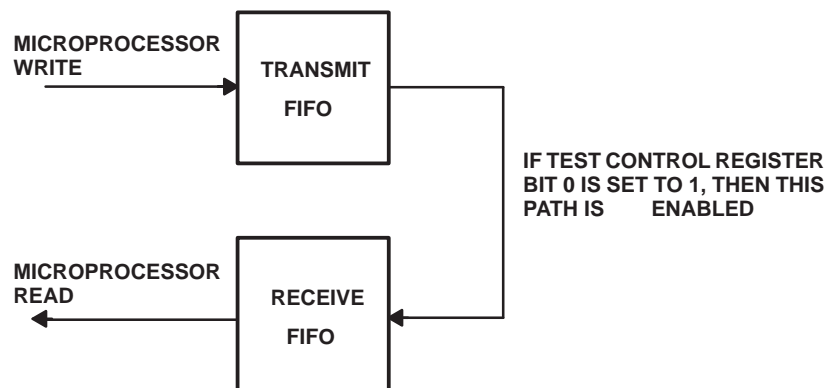 MICROPROCESSOR
WRITE
TRANSMIT
FIFO
IF TEST CONTROL REGISTER
BIT 0 IS SET TO 1, THEN THIS
PATH IS ENABLED
MICROPROCESSOR
READ
RECEIVE
FIFO